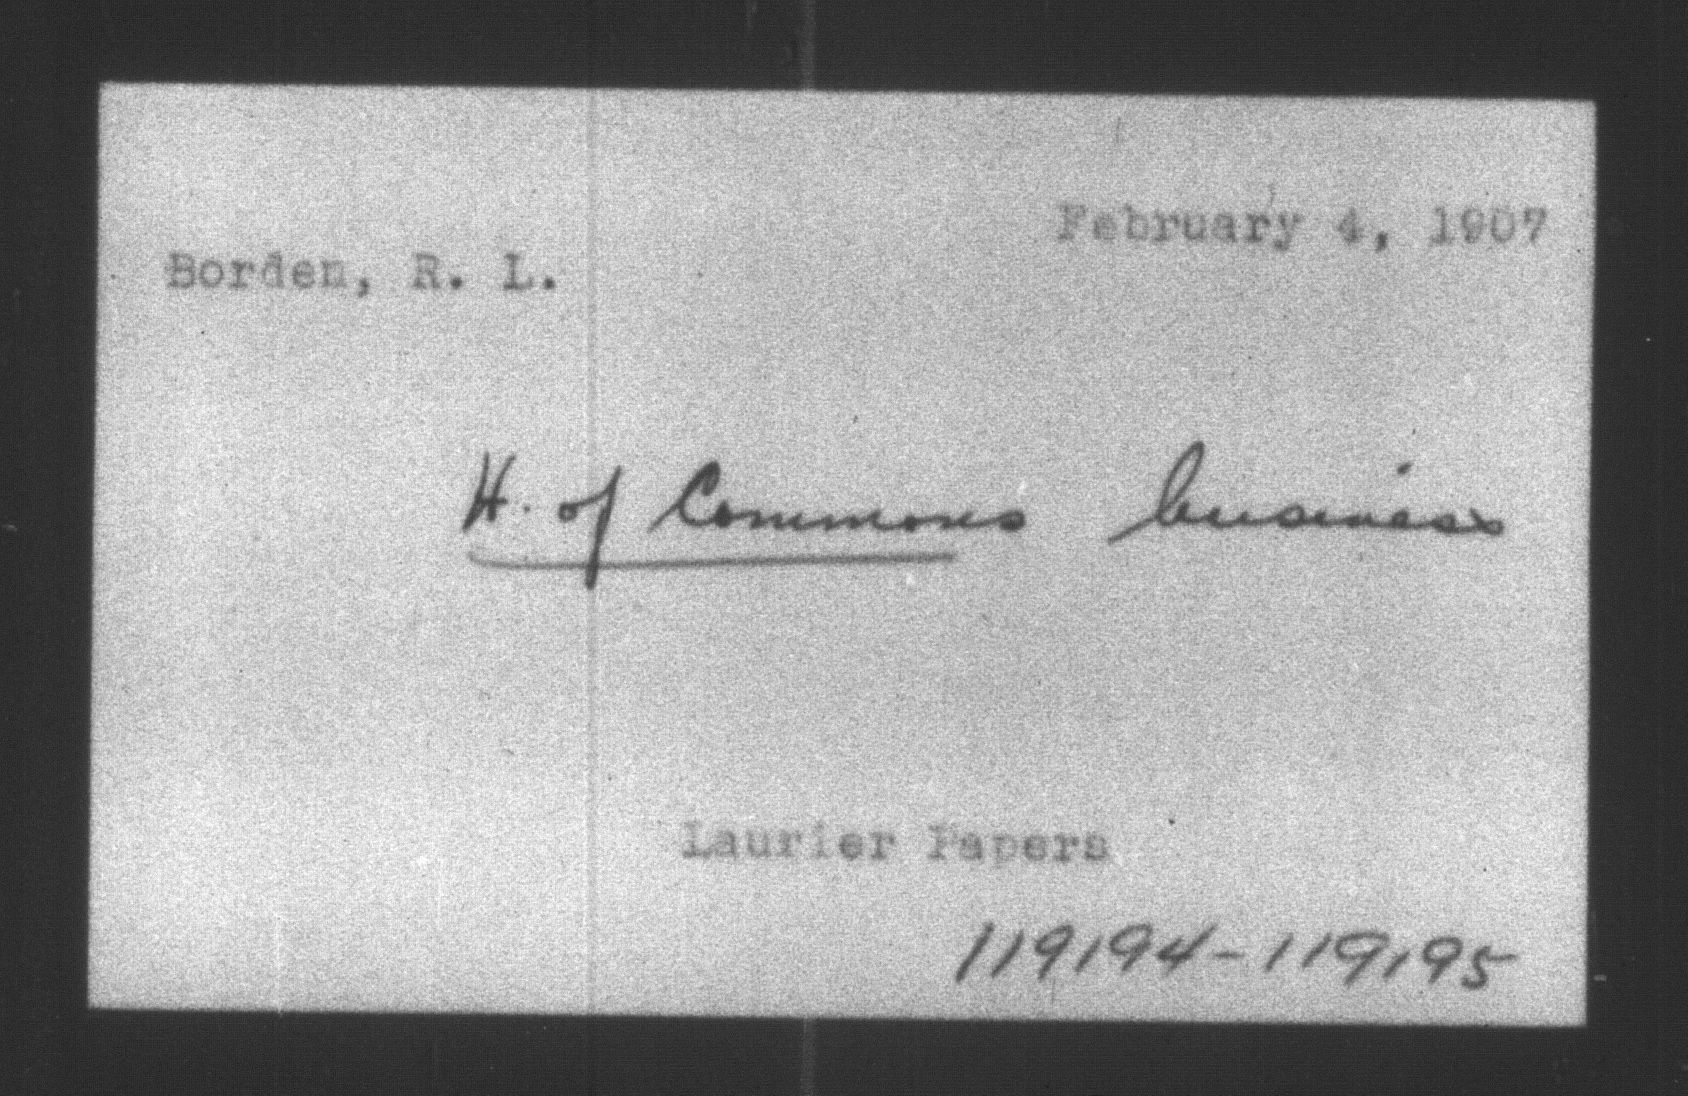 February 4, 1907
Borden, R. L.
H. of Commons business
Laurier Papers
119194-119195